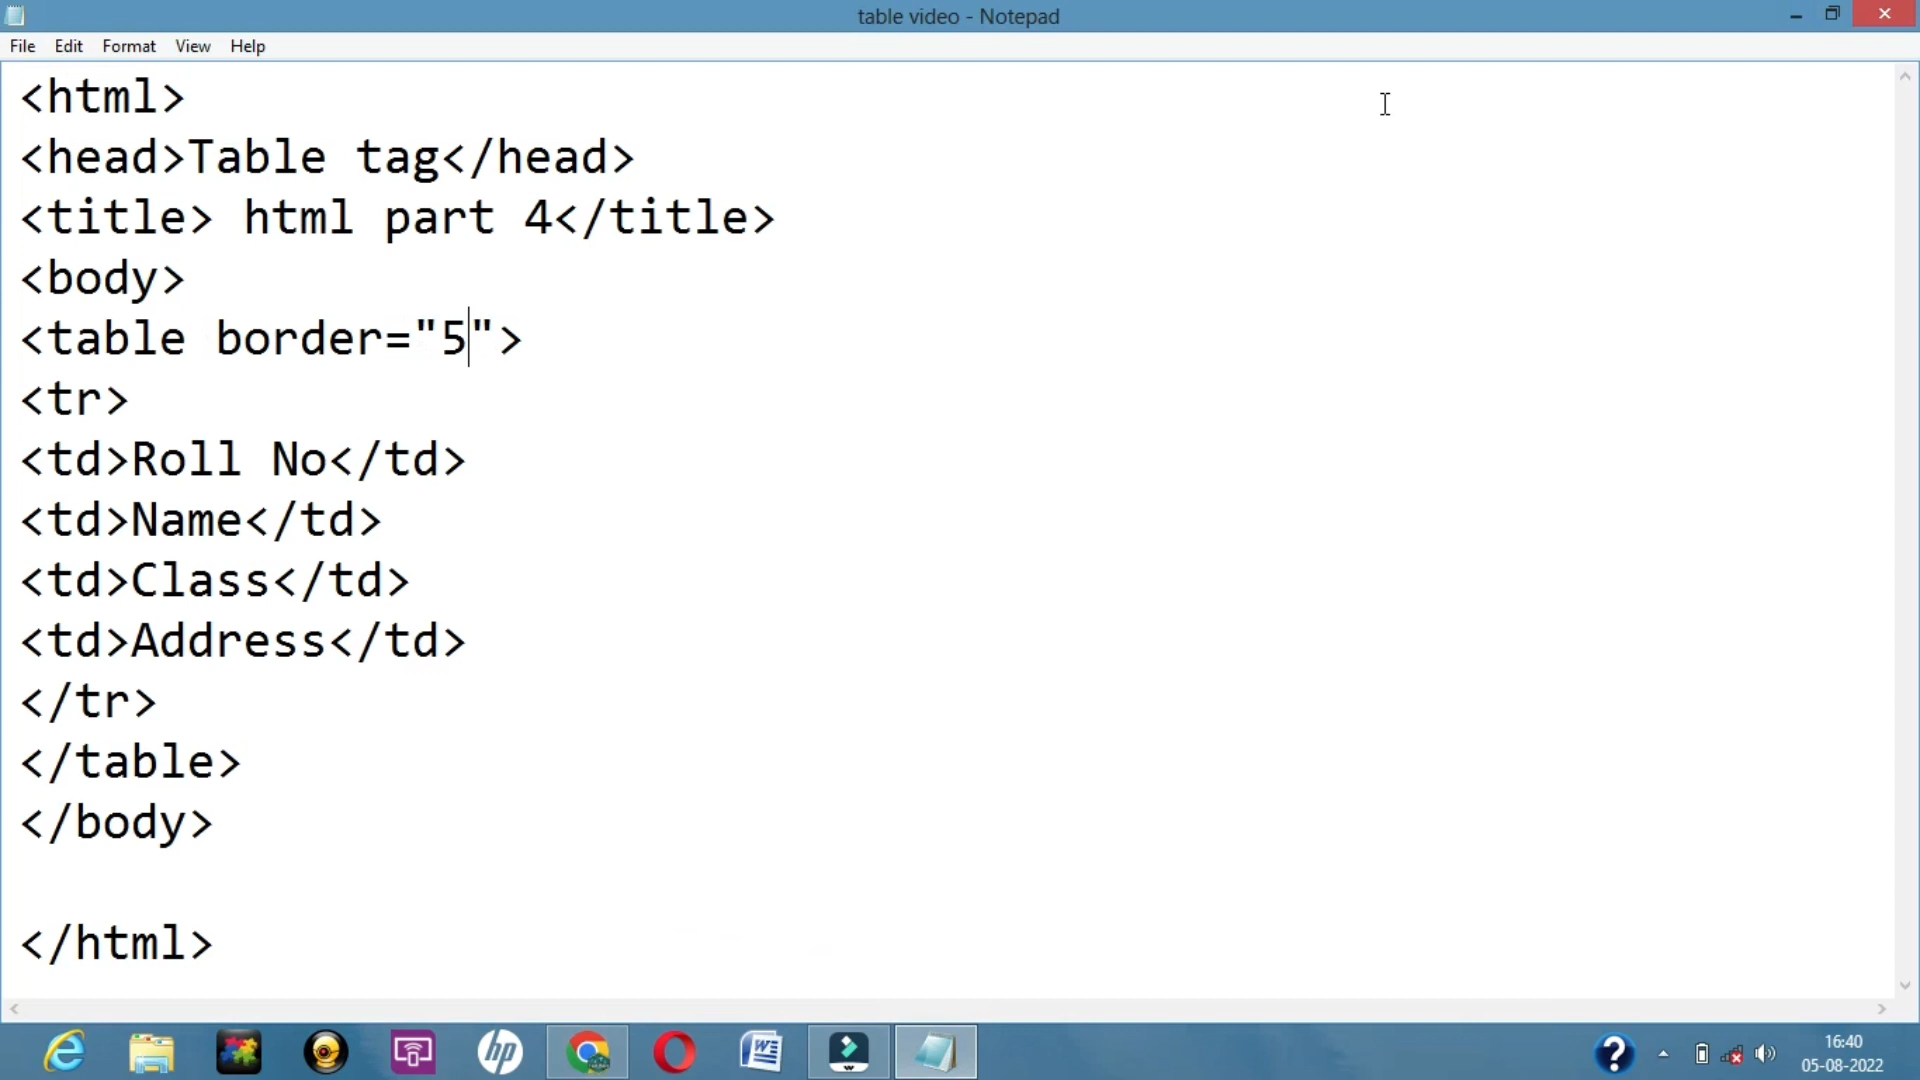 table video - Notepad
File Edit Format View Help
<html>
<head>Table tag</head>
<title> html part 4</title>
<body>
<table border="5">
<tr>
<td>Roll No</td>
<td>Name</td>
<td>Class</td>
<td>Address</td>
</tr>
</table>
</body>
</html>
hp
W
?
16:40
05-08-2022